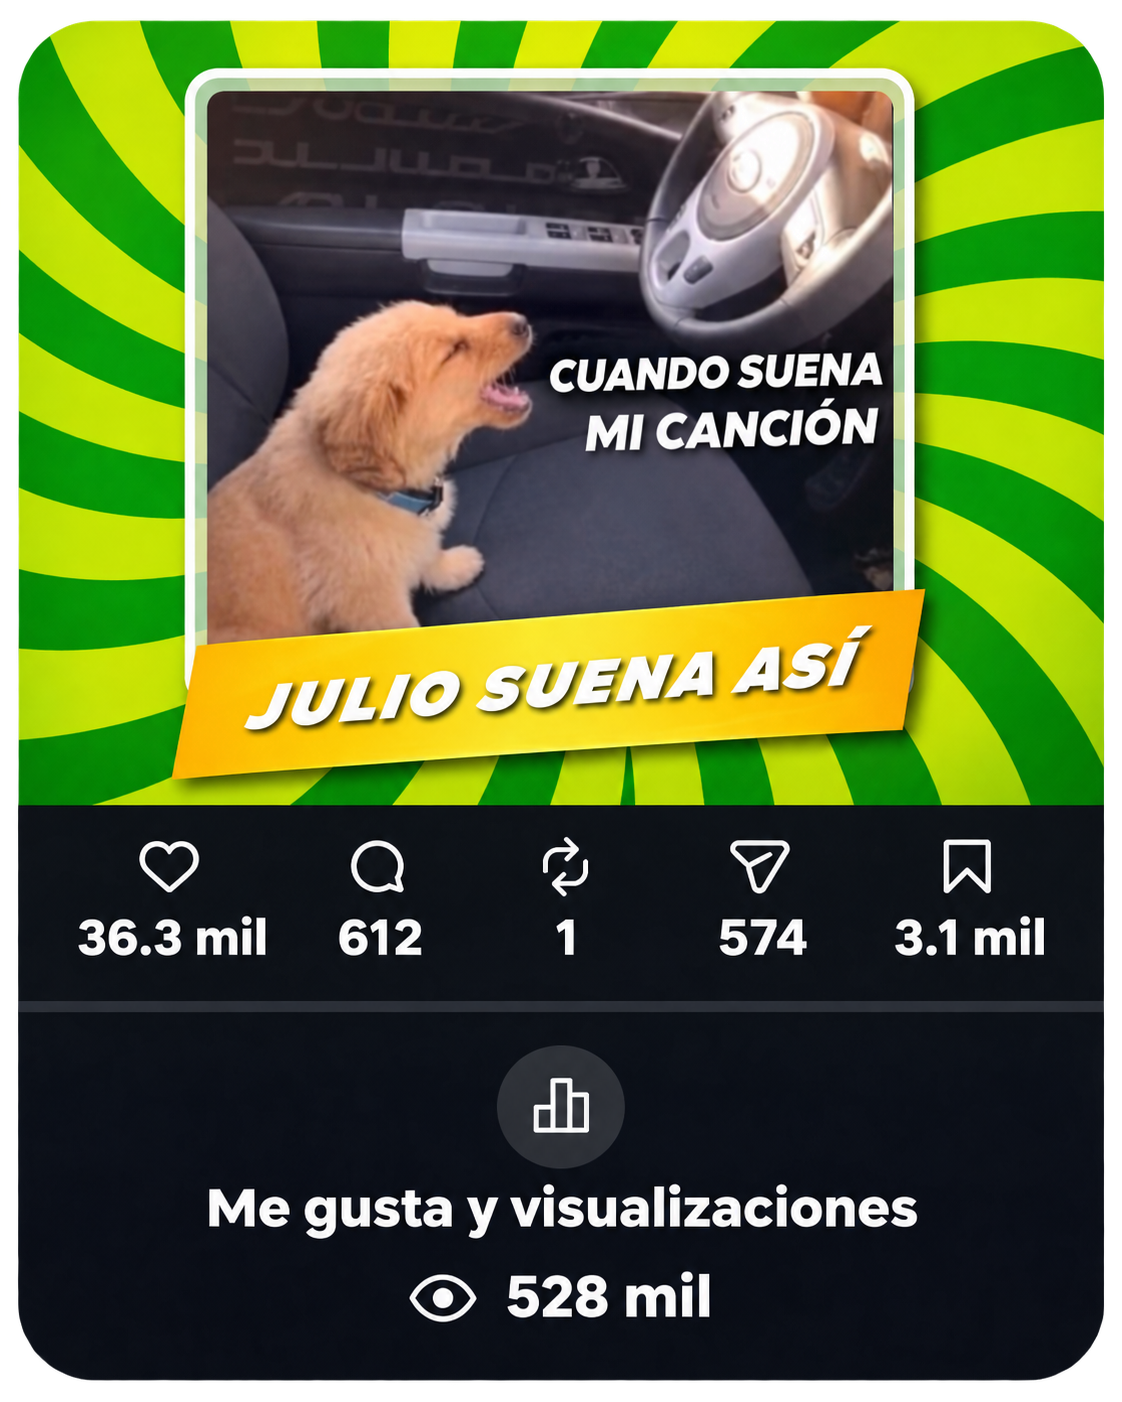 CUANDO SUENA
MI CANCIÓN
JULIO SUENA ASÍ
36.3 mil
612
1
574
3.1 mil
Me gusta y visualizaciones
528 mil